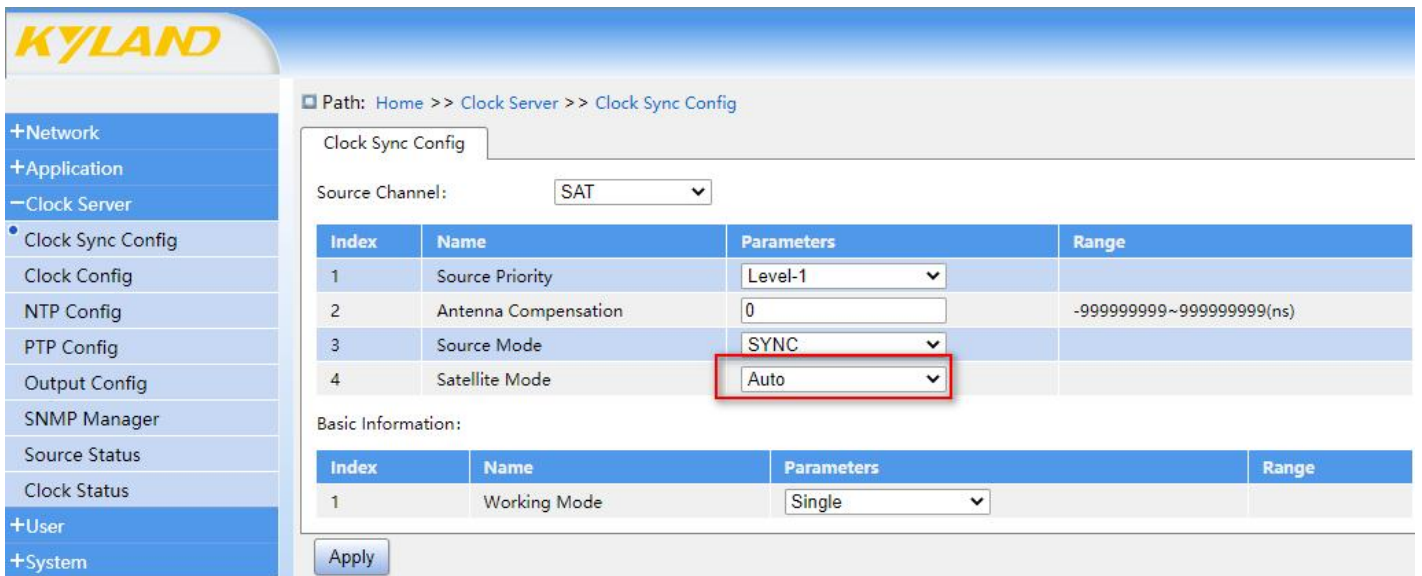 KYLAND
Path: Home >> Clock Server >> Clock Sync Config
+Network
+Application
−Clock Server
Clock Sync Config
Clock Config
NTP Config
PTP Config
Output Config
SNMP Manager
Source Status
Clock Status
+User
+System
Clock Sync Config
Source Channel: SAT
Index Name Parameters Range
1 Source Priority Level-1
2 Antenna Compensation 0 -999999999~999999999(ns)
3 Source Mode SYNC
4 Satellite Mode Auto
Basic Information:
Index Name Parameters Range
1 Working Mode Single
Apply